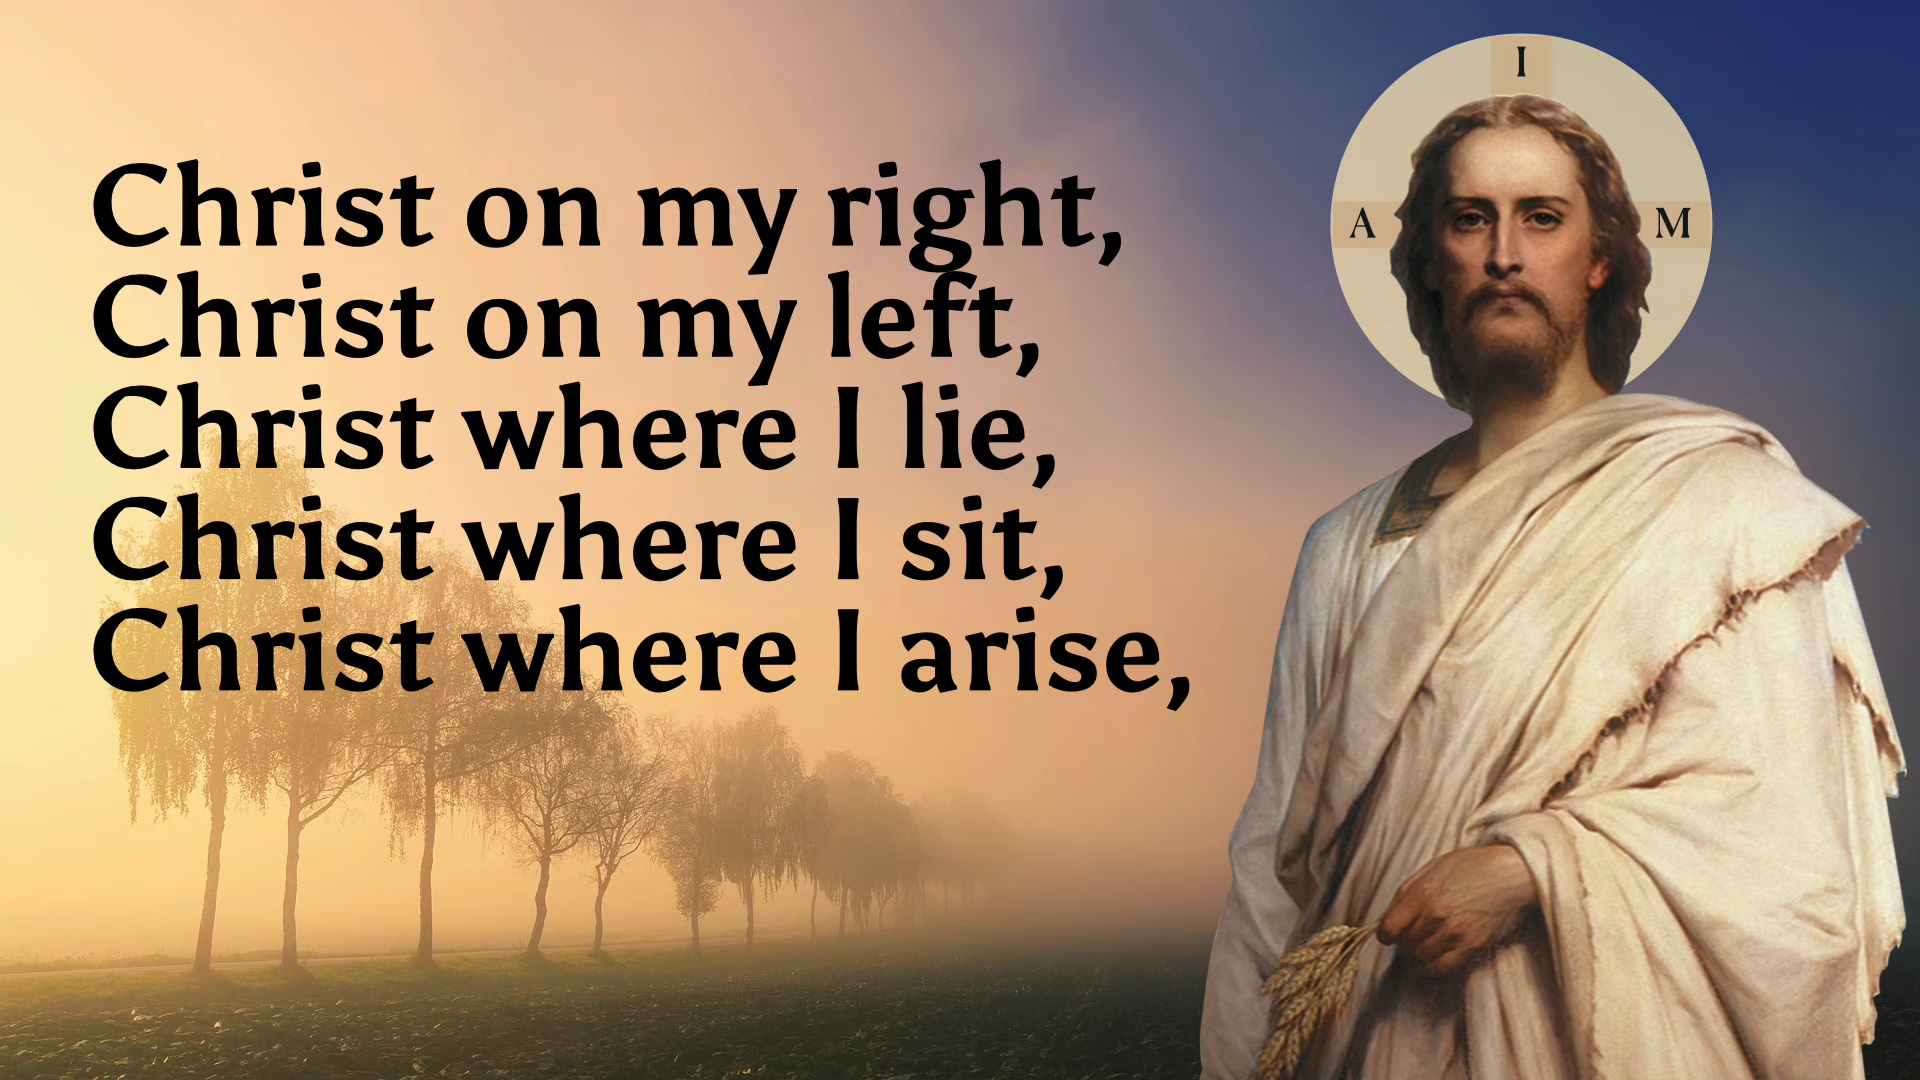 Christ on my right,
Christ on my left,
Christ where I lie,
Christ where I sit,
Christ where I arise,
I
A M